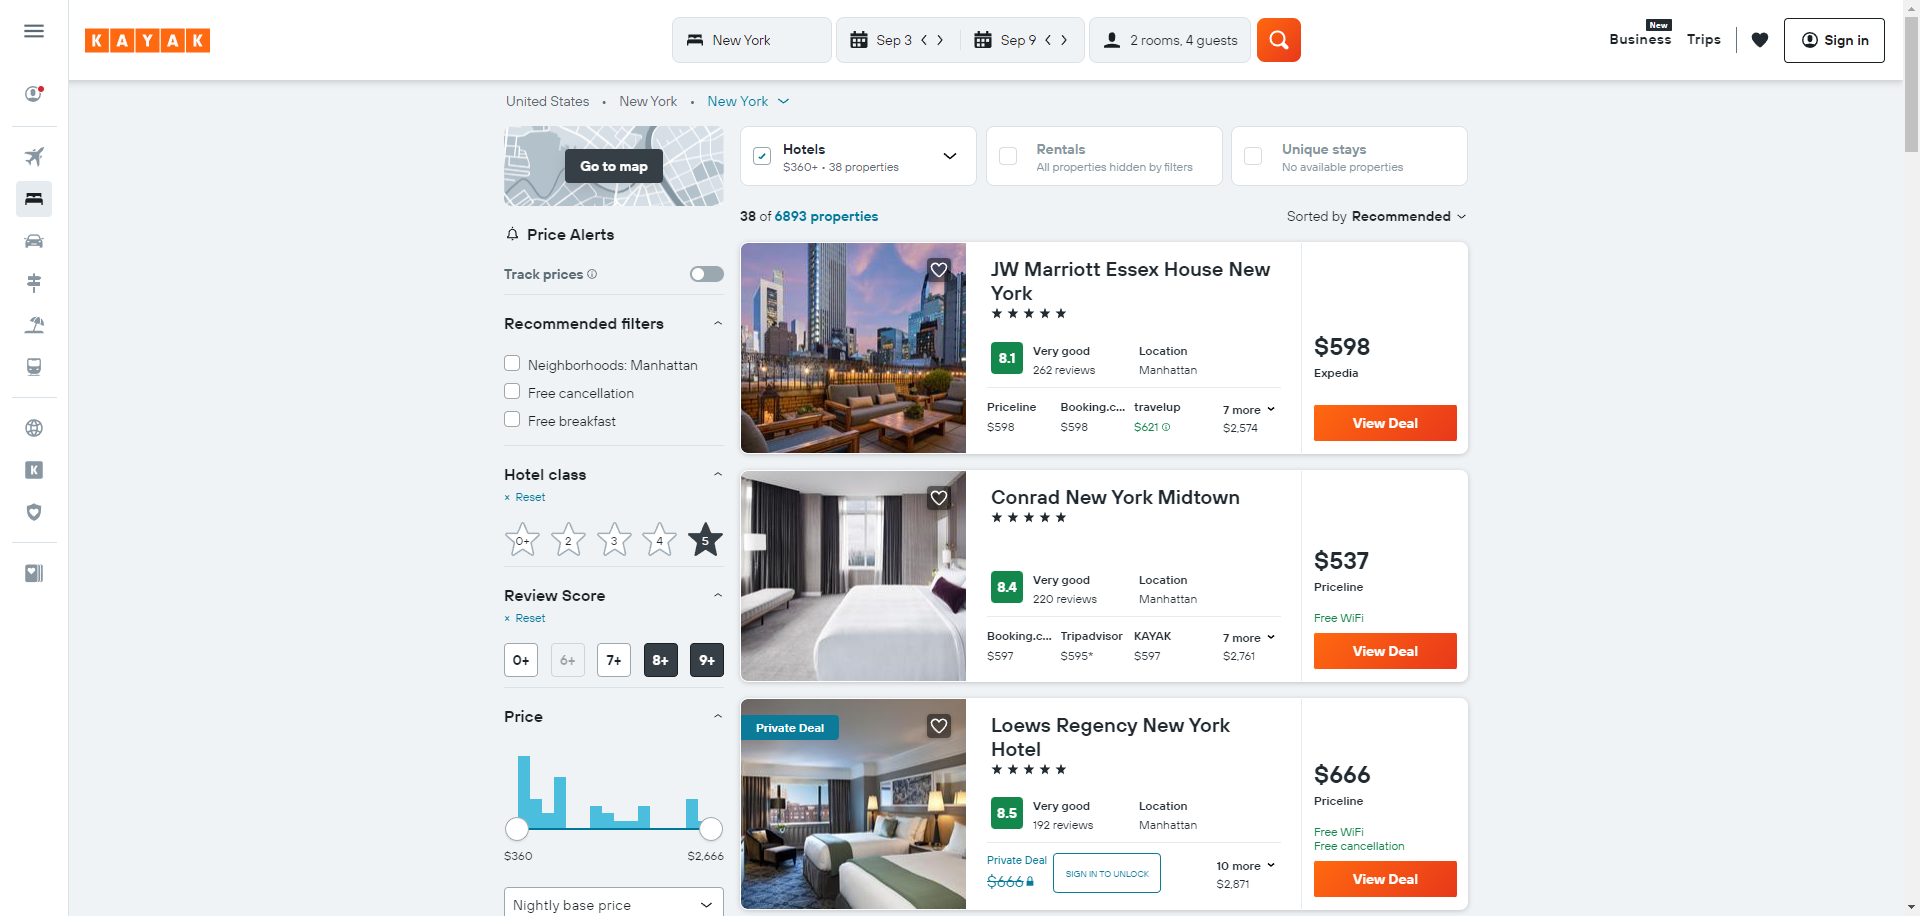 KAYAK
New York
Sep 3
Sep 9
2 rooms, 4 guests
New
Business
Trips
Sign in
United States • New York • New York
Go to map
Hotels
$360+ • 38 properties
Rentals
All properties hidden by filters
Unique stays
No available properties
38 of 6893 properties
Sorted by Recommended
Price Alerts
Track prices
Recommended filters
Neighborhoods: Manhattan
Free cancellation
Free breakfast
Hotel class
× Reset
0+ 2 3 4 5
Review Score
× Reset
0+ 6+ 7+ 8+ 9+
Price
$360 $2,666
Nightly base price
JW Marriott Essex House New
York
8.1
Very good
262 reviews
Location
Manhattan
Priceline
$598
Booking.c...
$598
travelup
$621
7 more
$2,574
$598
Expedia
View Deal
Conrad New York Midtown
8.4
Very good
220 reviews
Location
Manhattan
Booking.c...
$597
Tripadvisor
$595*
KAYAK
$597
7 more
$2,761
$537
Priceline
Free WiFi
View Deal
Private Deal
Loews Regency New York
Hotel
8.5
Very good
192 reviews
Location
Manhattan
Private Deal
$666
SIGN IN TO UNLOCK
10 more
$2,871
$666
Priceline
Free WiFi
Free cancellation
View Deal
K